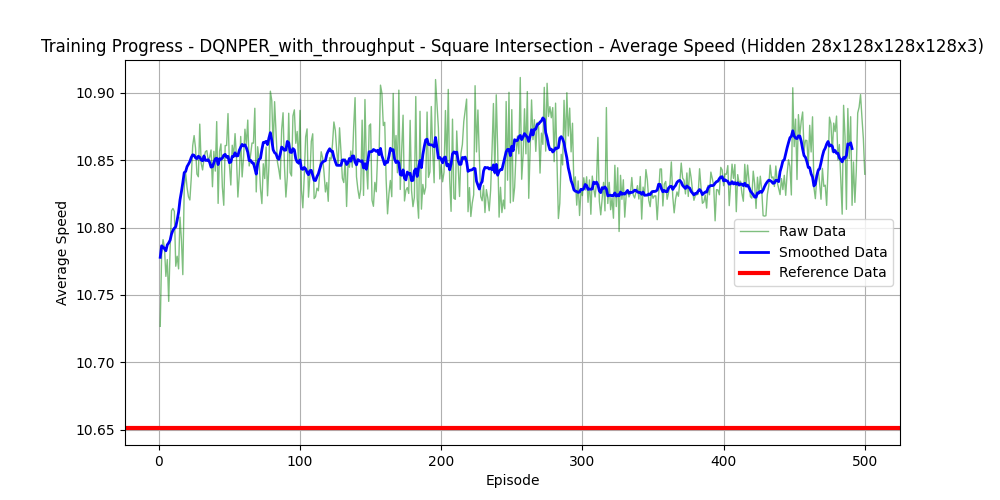 Training Progress - DQNPER_with_throughput - Square Intersection - Average Speed (Hidden 28x128x128x128x3)
Average Speed
10.90
10.85
10.80
10.75
10.70
10.65
Raw Data
Smoothed Data
Reference Data
0 100 200 300 400 500
Episode